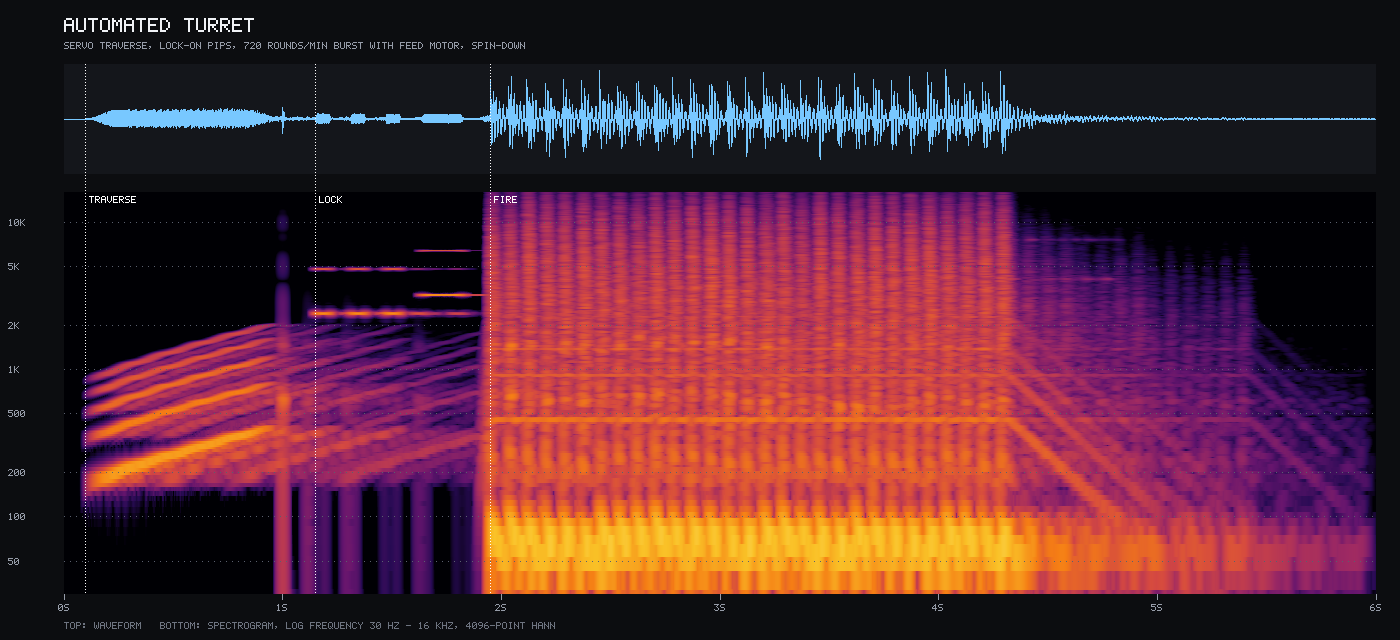 AUTOMATED TURRET
SERVO TRAVERSE, LOCK-ON PIPS, 720 ROUNDS/MIN BURST WITH FEED MOTOR, SPIN-DOWN
TRAVERSE LOCK FIRE
10K
5K
2K
1K
500
200
100
50
0S 1S 2S 3S 4S 5S 6S
TOP: WAVEFORM BOTTOM: SPECTROGRAM, LOG FREQUENCY 30 HZ - 16 KHZ, 4096-POINT HANN